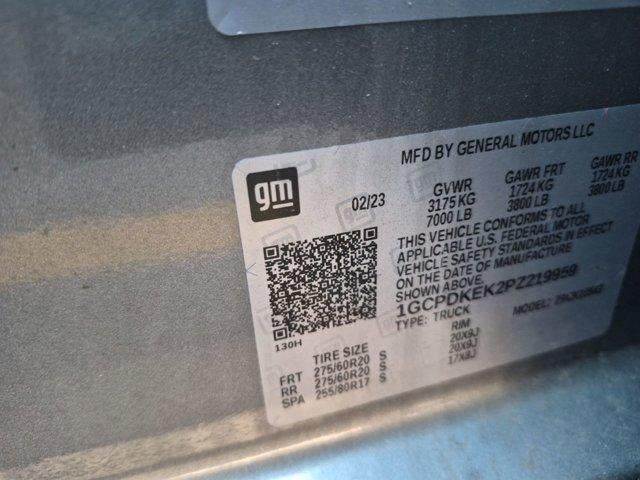 MFD BY GENERAL MOTORS LLC
gm
02/23
GVWR GAWR FRT GAWR RR
3175 KG 1724 KG 1724 KG
7000 LB 3800 LB 3800 LB
THIS VEHICLE CONFORMS TO ALL
APPLICABLE U.S. FEDERAL MOTOR
VEHICLE SAFETY STANDARDS IN EFFECT
ON THE DATE OF MANUFACTURE
SHOWN ABOVE.
1GCPDKEK2PZ219959
TYPE: TRUCK MODEL:
130H
TIRE SIZE RIM
FRT 275/60R20 S 20X9J
RR 275/60R20 S 20X9J
SPA 255/80R17 S 17X8J